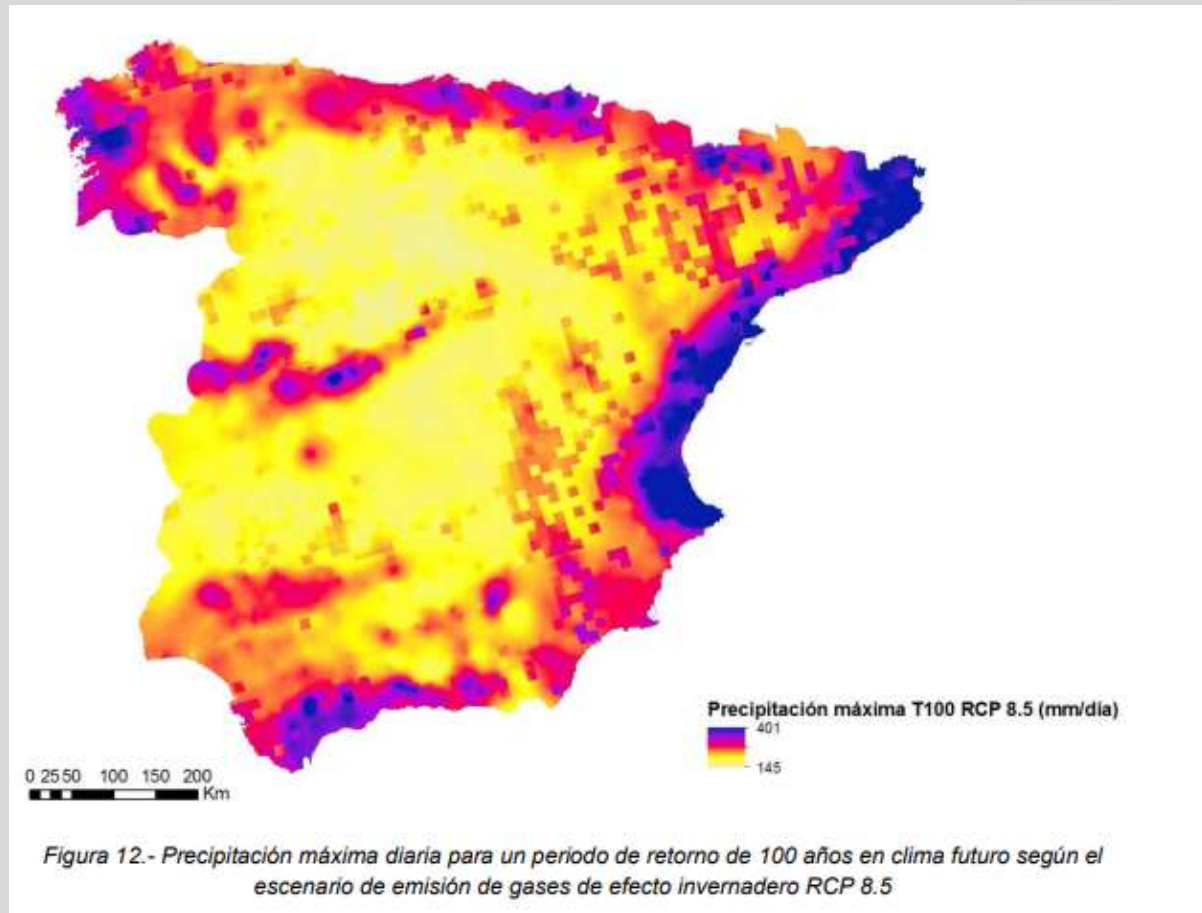 Precipitación máxima T100 RCP 8.5 (mm/día)
401
145
0 25 50 100 150 200
Km
Figura 12.- Precipitación máxima diaria para un periodo de retorno de 100 años en clima futuro según el
escenario de emisión de gases de efecto invernadero RCP 8.5